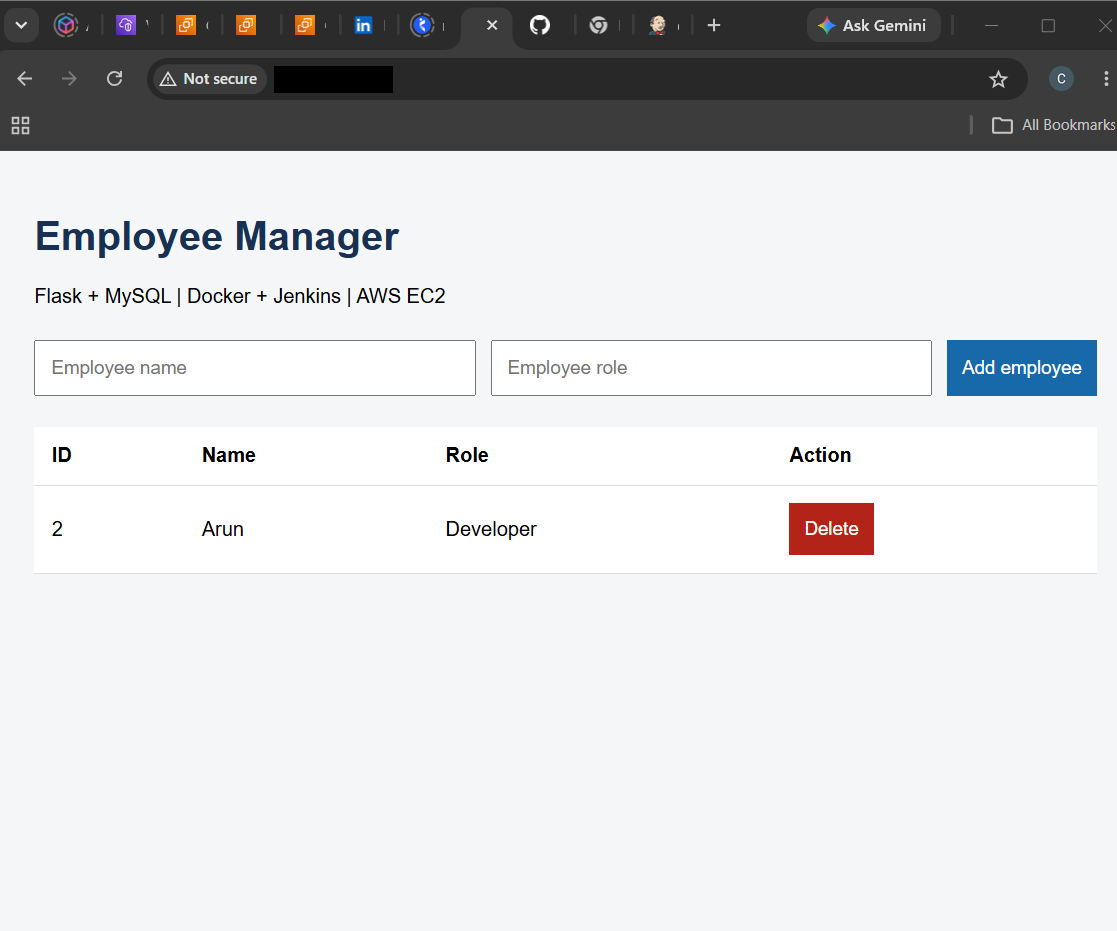 in
Ask Gemini
Not secure
C
All Bookmarks
Employee Manager
Flask + MySQL | Docker + Jenkins | AWS EC2
Employee name
Employee role
Add employee
ID Name Role Action
2 Arun Developer Delete